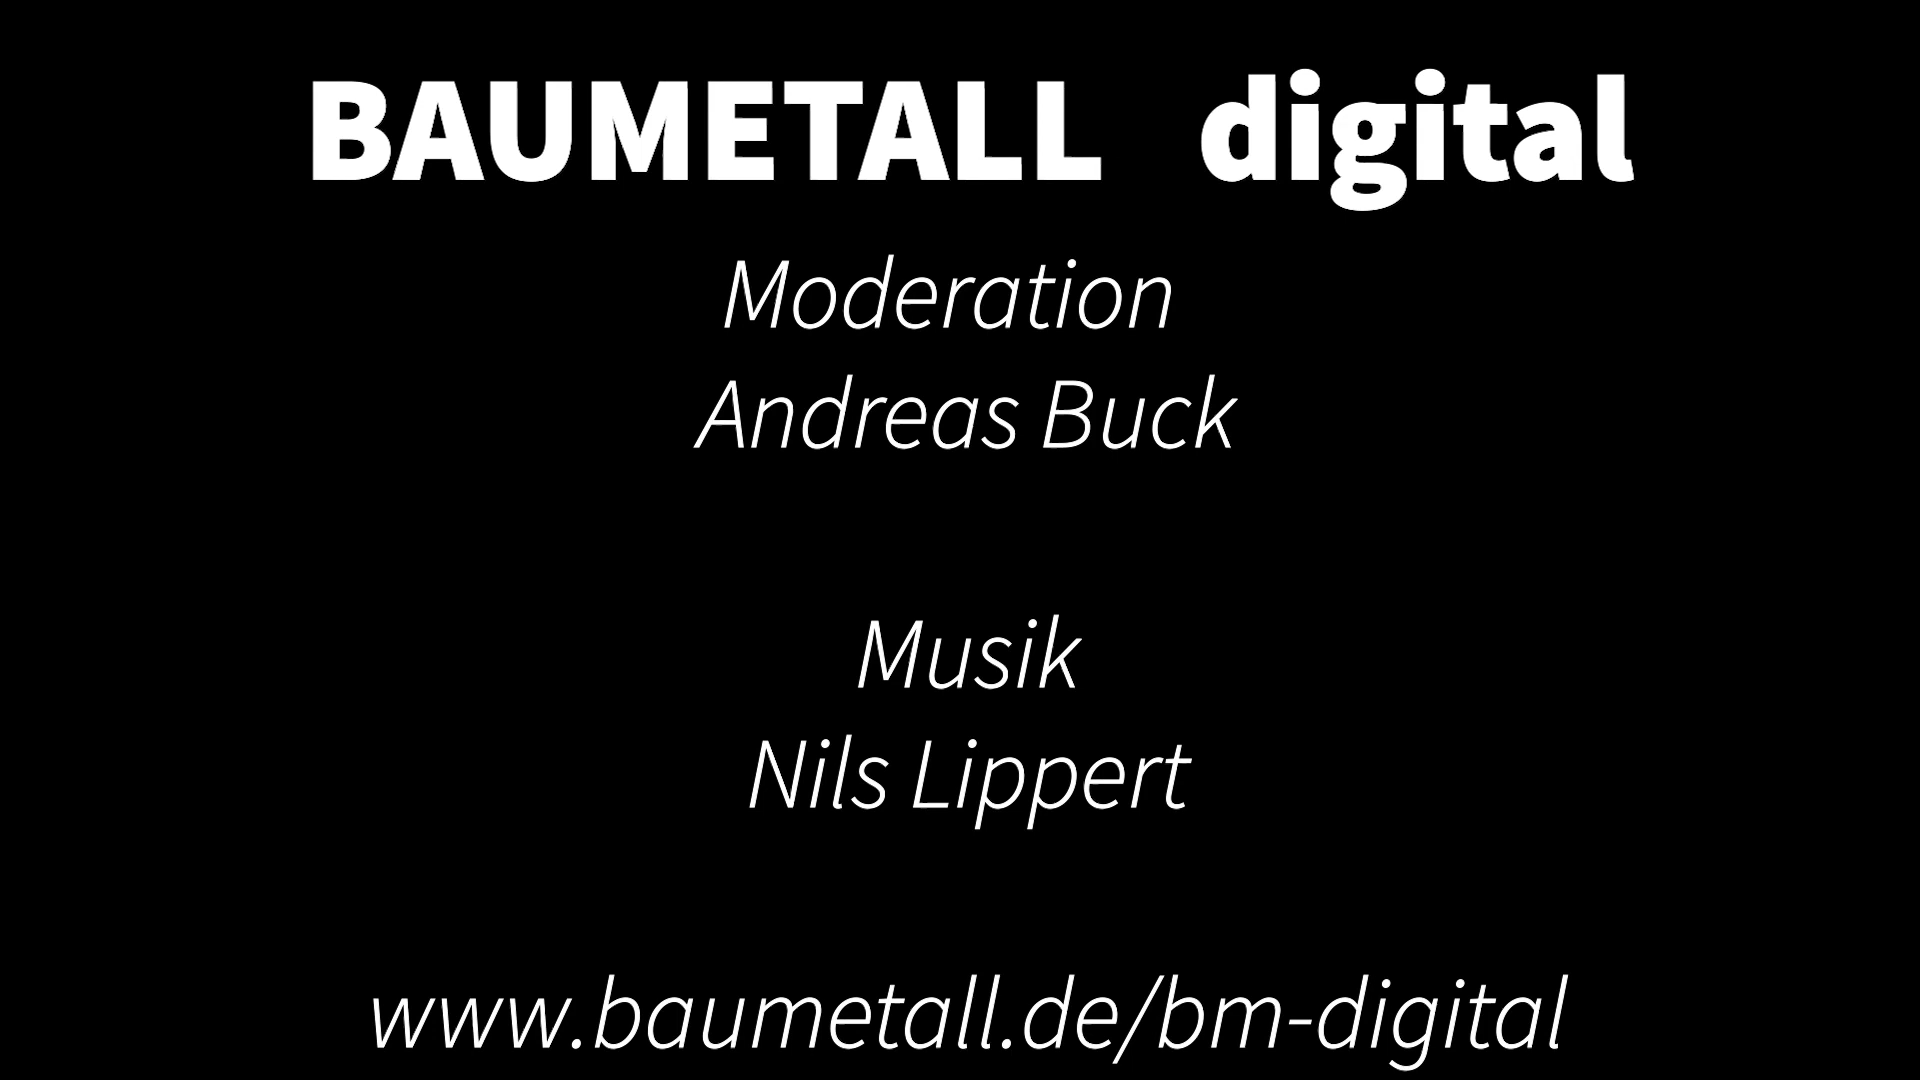 BAUMETALL digital
Moderation
Andreas Buck
Musik
Nils Lippert
www.baumetall.de/bm-digital